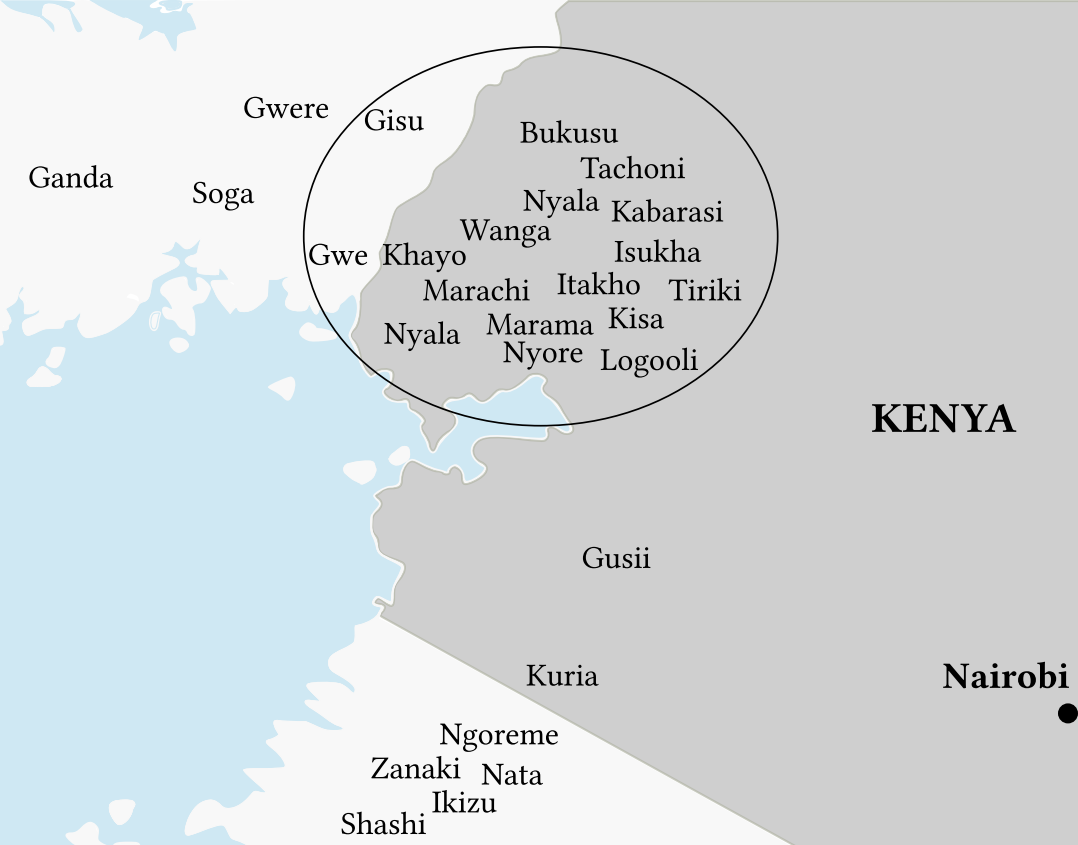 Gwere
Gisu
Bukusu
Tachoni
Ganda
Soga
Nyala
Kabarasi
Wanga
Gwe
Khayo
Isukha
Marachi
Itakho
Tiriki
Nyala
Marama
Kisa
Nyore
Logooli
KENYA
Gusii
Kuria
Nairobi
Ngoreme
Zanaki
Nata
Ikizu
Shashi